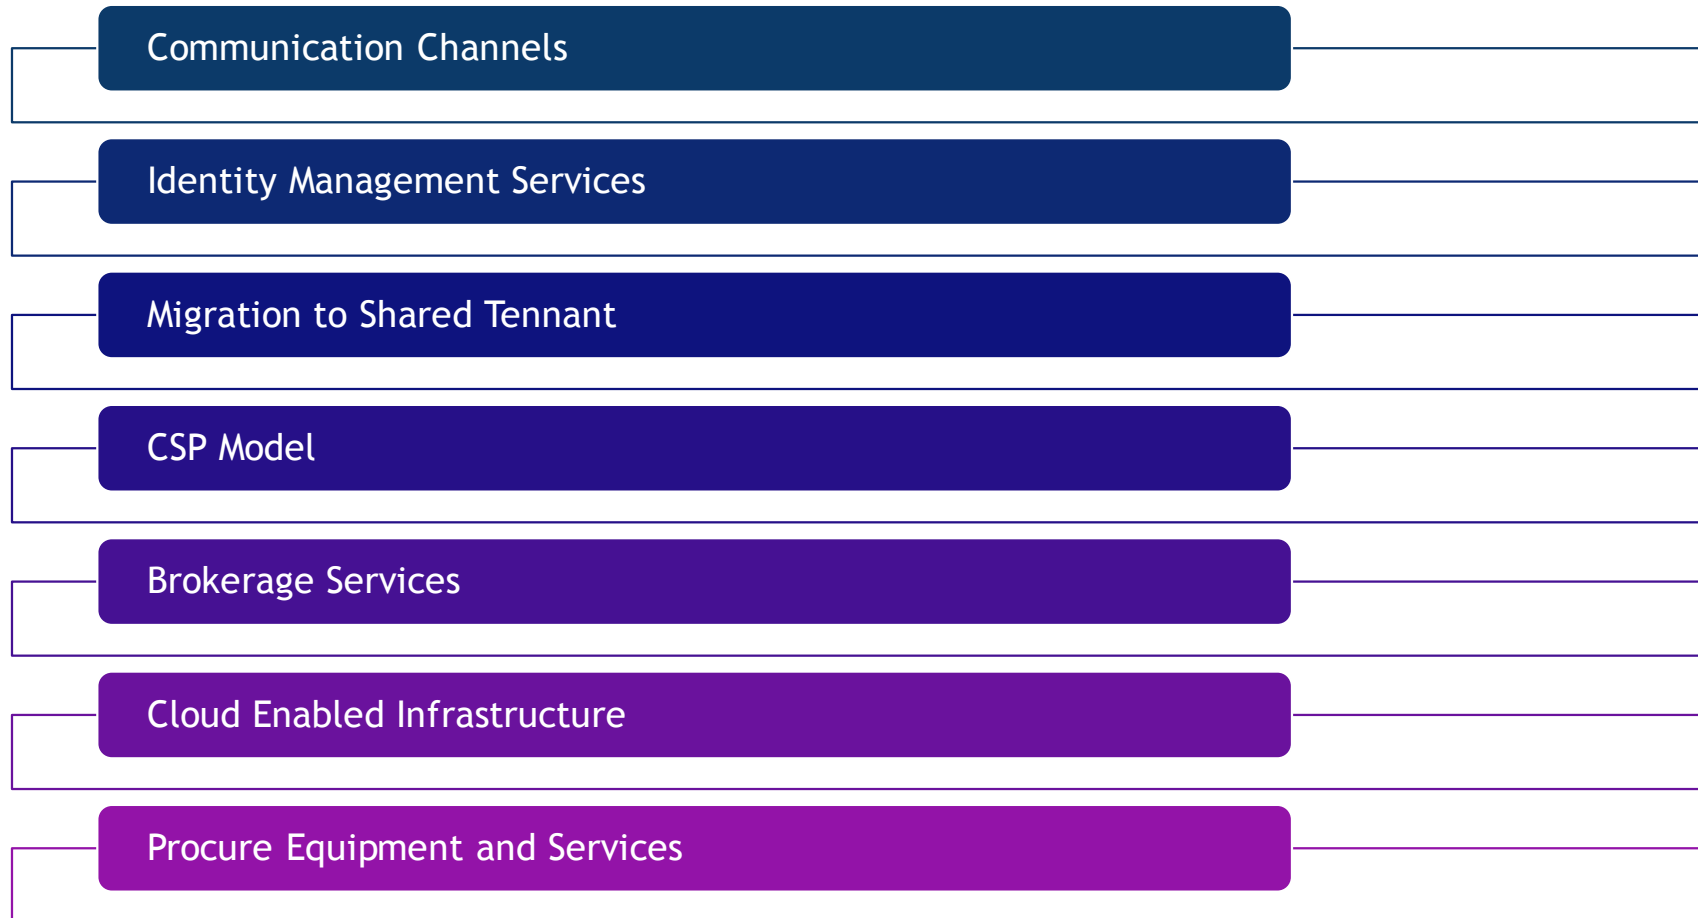 Communication Channels
Identity Management Services
Migration to Shared Tennant
CSP Model
Brokerage Services
Cloud Enabled Infrastructure
Procure Equipment and Services